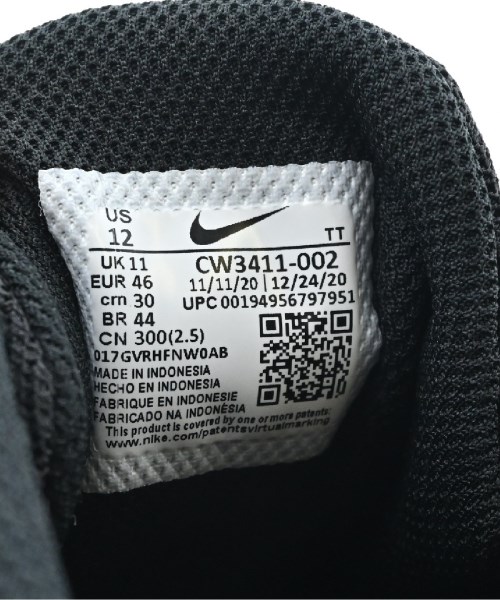 US
12 TT
UK 11 CW3411-002
EUR 46 11/11/20 | 12/24/20
cm 30 UPC 00194956797951
BR 44
CN 300(2.5)
017GVRHFNW0AB
MADE IN INDONESIA
HECHO EN INDONESIA
FABRIQUE EN INDONESIE
FABRICADO NA INDONÉSIA
This product is covered by one or more patents:
www.nike.com/patentsvirtualmarking